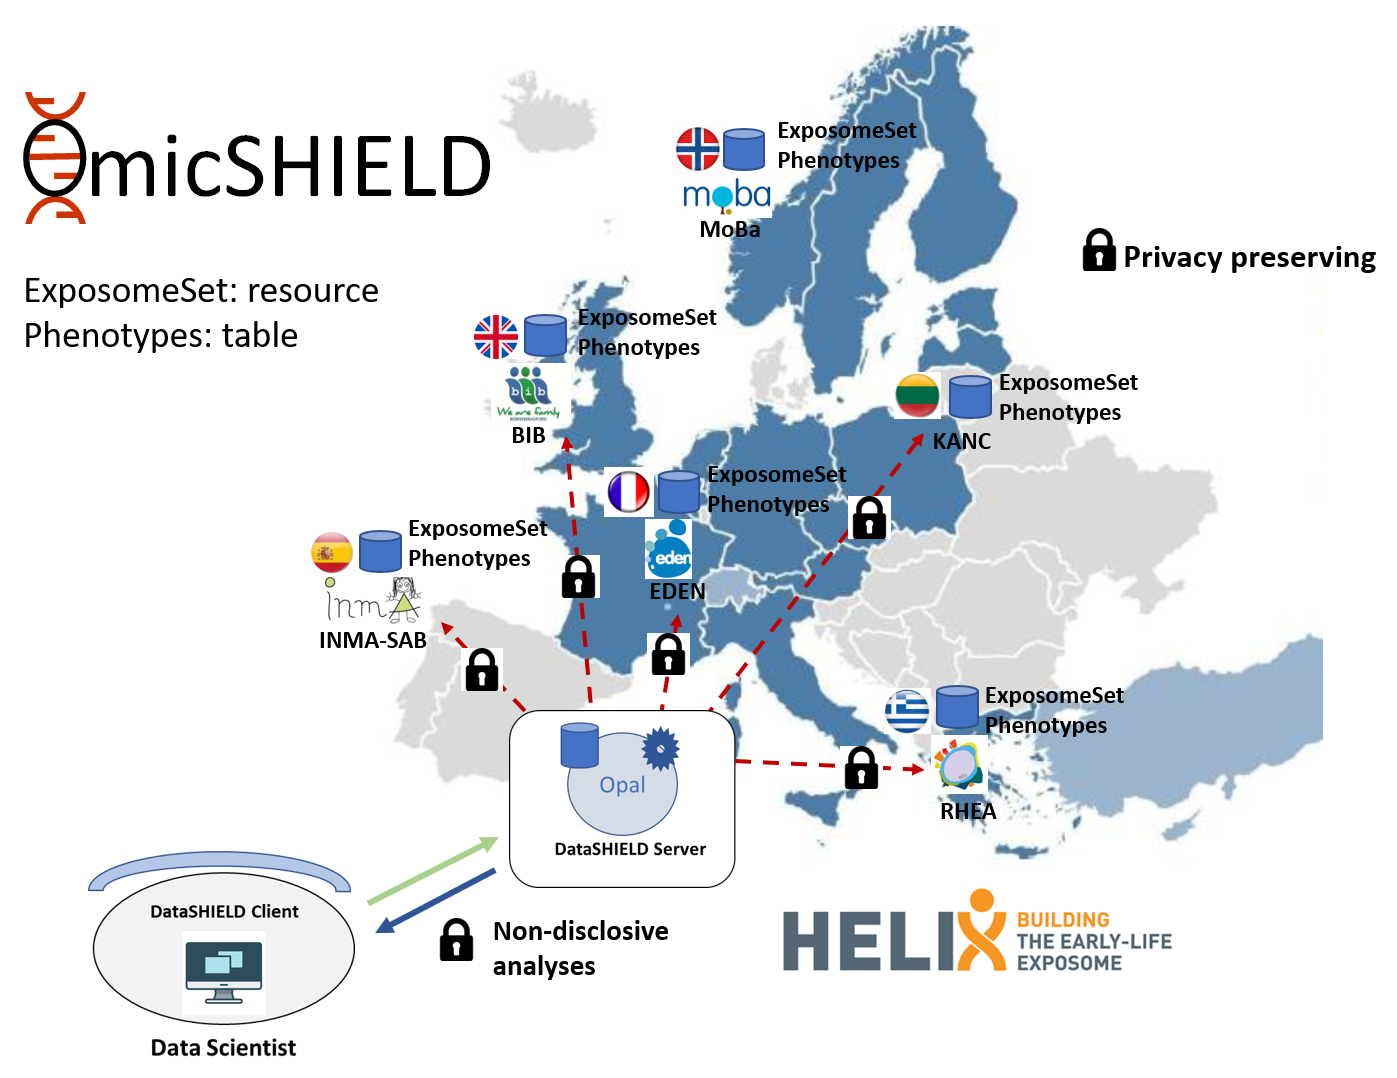 OmicSHIELD
ExposomeSet: resource
Phenotypes: table
ExposomeSet
Phenotypes
moba
MoBa
Privacy preserving
ExposomeSet
Phenotypes
bib
We are family
BIB
ExposomeSet
Phenotypes
KANC
ExposomeSet
Phenotypes
eden
EDEN
ExposomeSet
Phenotypes
inma
INMA-SAB
ExposomeSet
Phenotypes
RHEA
Opal
DataSHIELD Server
DataSHIELD Client
Data Scientist
Non-disclosive
analyses
HELIX
BUILDING
THE EARLY-LIFE
EXPOSOME